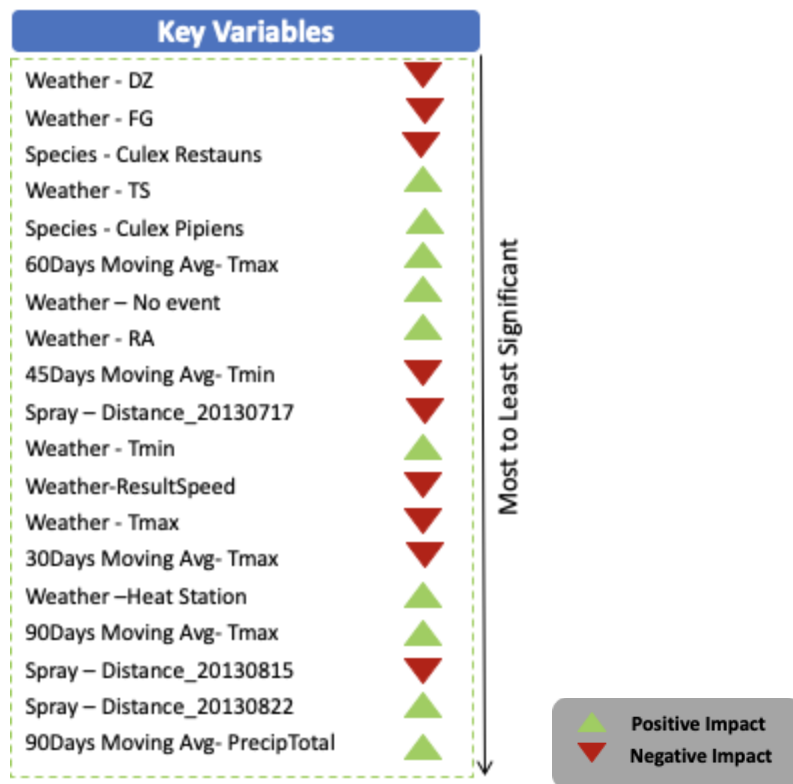 Key Variables
Weather - DZ
Weather - FG
Species - Culex Restauns
Weather - TS
Species - Culex Pipiens
60Days Moving Avg- Tmax
Weather – No event
Weather - RA
45Days Moving Avg- Tmin
Spray – Distance_20130717
Weather - Tmin
Weather-ResultSpeed
Weather - Tmax
30Days Moving Avg- Tmax
Weather –Heat Station
90Days Moving Avg- Tmax
Spray – Distance_20130815
Spray – Distance_20130822
90Days Moving Avg- PrecipTotal
Most to Least Significant
Positive Impact
Negative Impact